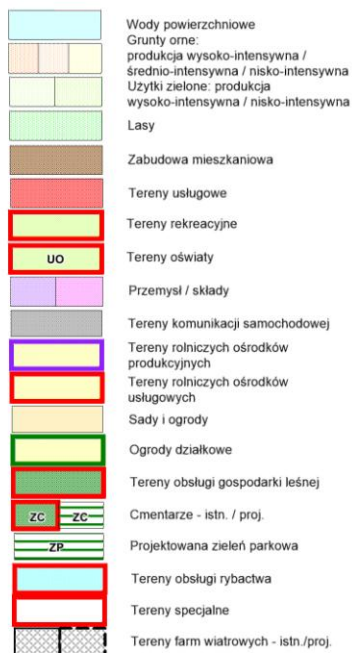 Wody powierzchniowe
Grunty orne:
produkcja wysoko-intensywna /
średnio-intensywna / nisko-intensywna
Użytki zielone: produkcja
wysoko-intensywna / nisko-intensywna
Lasy
Zabudowa mieszkaniowa
Tereny usługowe
Tereny rekreacyjne
UO Tereny oświaty
Przemysł / składy
Tereny komunikacji samochodowej
Tereny rolniczych ośrodków
produkcyjnych
Tereny rolniczych ośrodków
usługowych
Sady i ogrody
Ogrody działkowe
Tereny obsługi gospodarki leśnej
ZC ZC Cmentarze - istn. / proj.
ZP Projektowana zieleń parkowa
Tereny obsługi rybactwa
Tereny specjalne
Tereny farm wiatrowych - istn./proj.